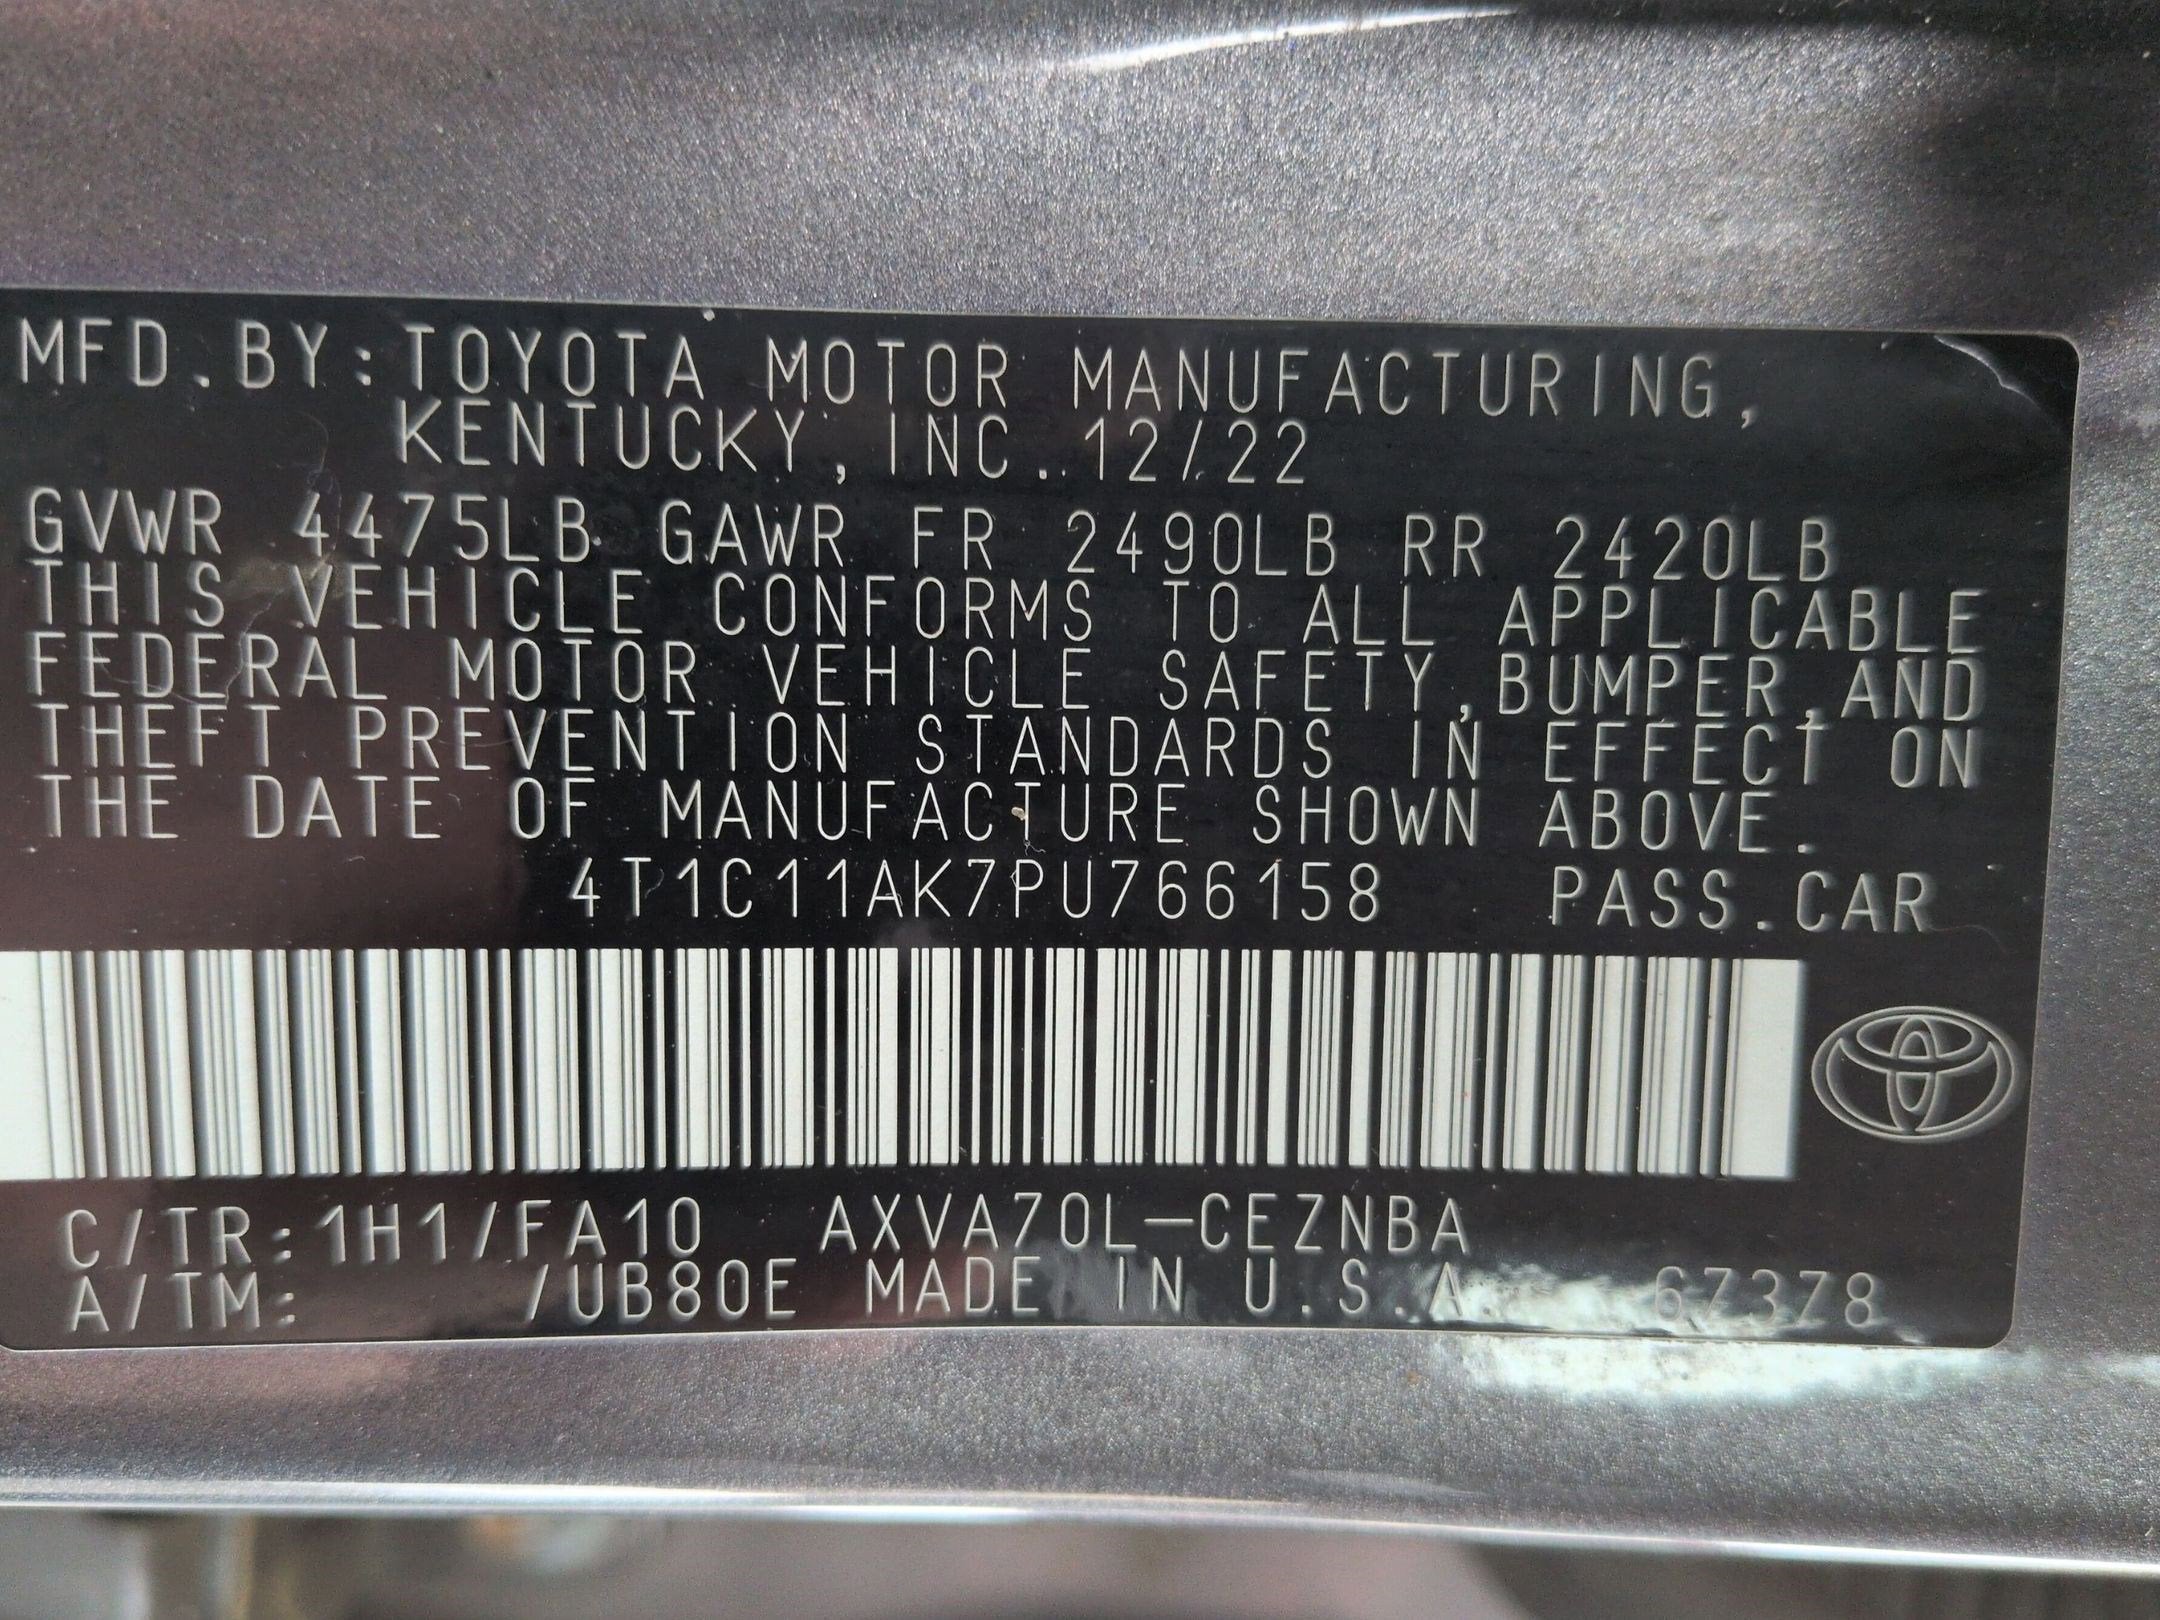 MFD.BY:TOYOTA MOTOR MANUFACTURING,
KENTUCKY, INC. 12/22
GVWR 4475LB GAWR FR 2490LB RR 2420LB
THIS VEHICLE CONFORMS TO ALL APPLICABLE
FEDERAL MOTOR VEHICLE SAFETY,BUMPER,AND
THEFT PREVENTION STANDARDS IN EFFECT ON
THE DATE OF MANUFACTURE SHOWN ABOVE.
4T1C11AK7PU766158 PASS.CAR
C/TR:1H1/FA10 AXVA70L-CEZNBA
A/TM: /UB80E MADE IN U.S.A. 67378